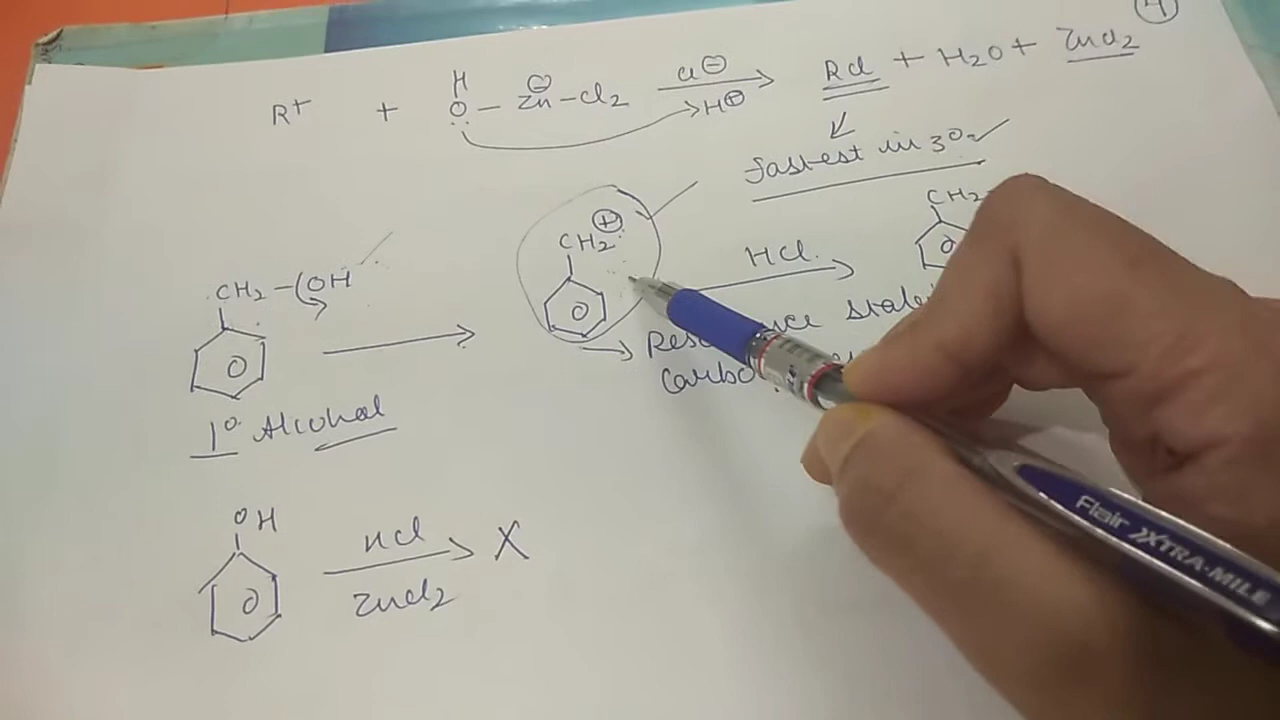 4
R+ + H O: – Zn⊖ – Cl2 Cl⊖ → H⊕ RCl + H2O + ZnCl2
fastest in 3°
CH2⊕ HCl. CH2
CH2 – (OH
→
1° Alcohol
OH HCl → X
ZnCl2
Flair XTRA-MILE